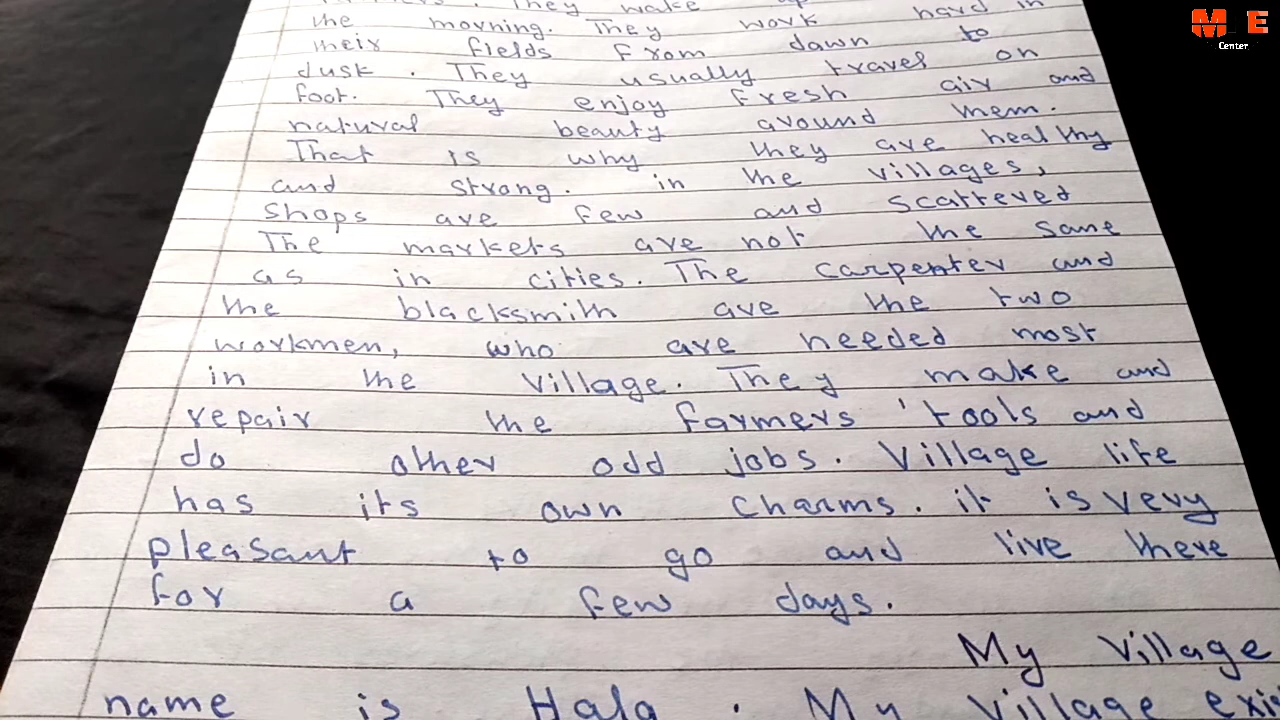 They wake up
the morning. They work hard in
their fields from dawn to
dusk. They usually travel on
foot. They enjoy fresh air and
natural beauty around them.
That is why they are healthy
and strong. in the villages,
shops are few and scattered
The markets are not the same
as in cities. The carpenter and
the blacksmith are the two
workmen, who are needed most
in the village. They make and
repair the farmers' tools and
do other odd jobs. Village life
has its own charms. it is very
pleasant to go and live there
for a few days.
My Village
name is Hala. My Village
M E
Center